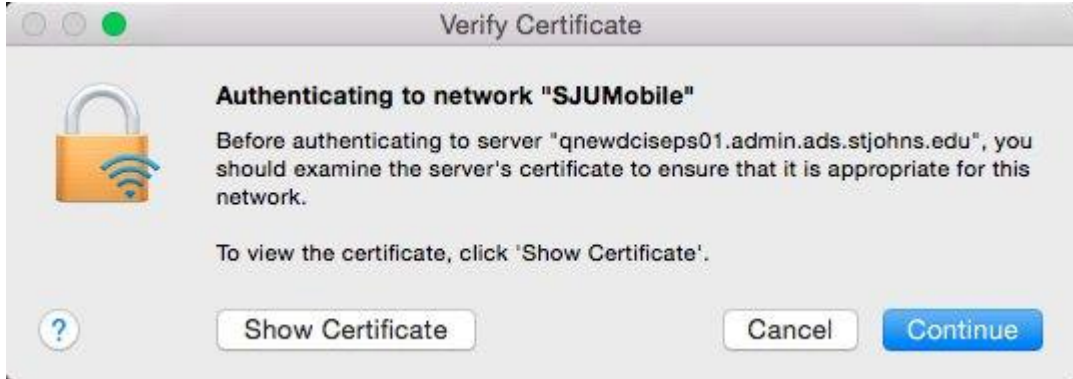 Verify Certificate
Authenticating to network "SJUMobile"
Before authenticating to server "qnewdciseps01.admin.ads.stjohns.edu", you
should examine the server's certificate to ensure that it is appropriate for this
network.
To view the certificate, click 'Show Certificate'.
?
Show Certificate
Cancel
Continue